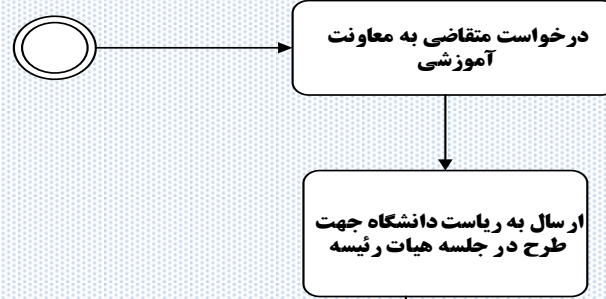 درخواست متقاضی به معاونت
آموزشی
ارسال به ریاست دانشگاه جهت
طرح در جلسه هیات رئیسه